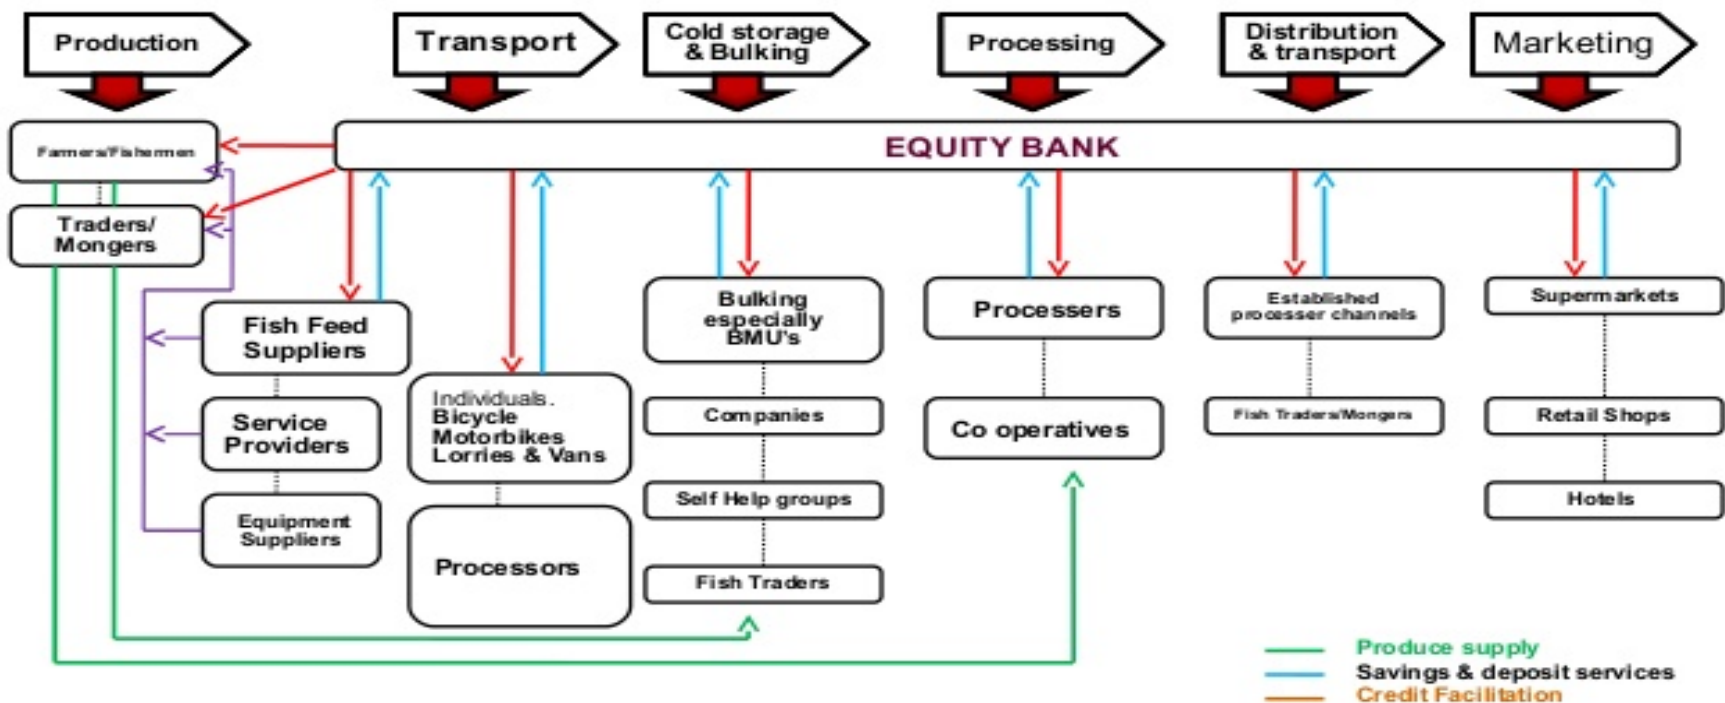 Production
Transport
Cold storage
& Bulking
Processing
Distribution
& transport
Marketing
EQUITY BANK
Farmers/Fishermen
Traders/
Mongers
Fish Feed
Suppliers
Service
Providers
Equipment
Suppliers
Individuals.
Bicycle
Motorbikes
Lorries & Vans
Processors
Bulking
especially
BMU's
Companies
Self Help groups
Fish Traders
Processers
Co operatives
Established
processer channels
Fish Traders/Mongers
Supermarkets
Retail Shops
Hotels
Produce supply
Savings & deposit services
Credit Facilitation